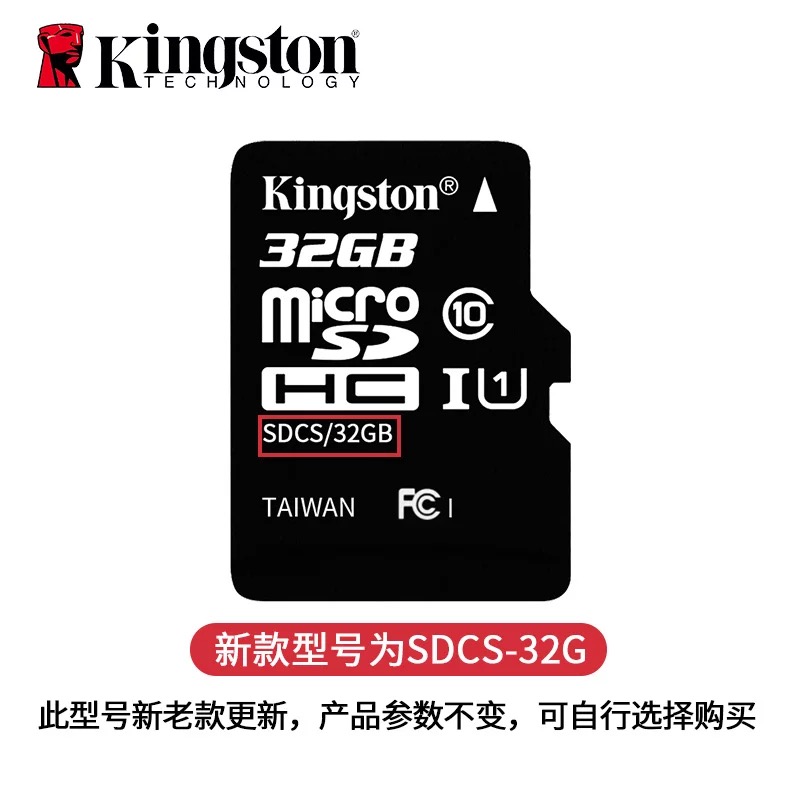 Kingston
TECHNOLOGY
Kingston®
32GB
micro
SD
HC I U1
10
SDCS/32GB
TAIWAN FC I
新款型号为SDCS-32G
此型号新老款更新，产品参数不变，可自行选择购买